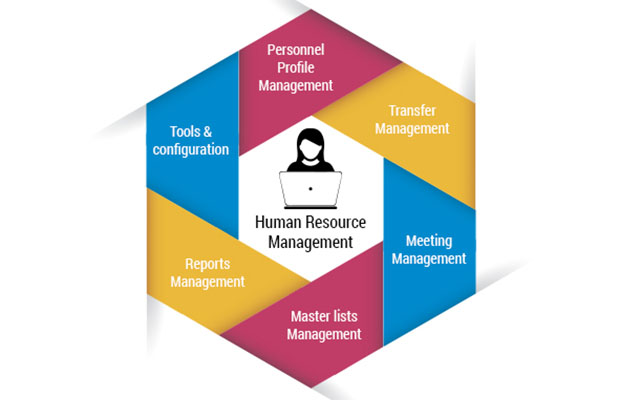 Personnel
Profile
Management
Transfer
Management
Tools &
configuration
Human Resource
Management
Meeting
Management
Reports
Management
Master lists
Management